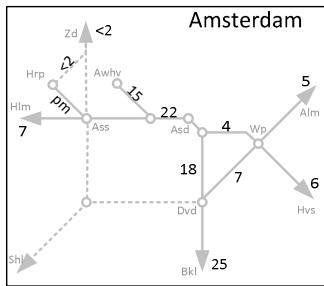 Amsterdam
Zd
<2
Hrp
<2
Awhv
15
pm
Hlm
7
Ass
22
Asd
4
Wp
5
Alm
18
7
6
Hvs
Dvd
Shl
Bkl
25